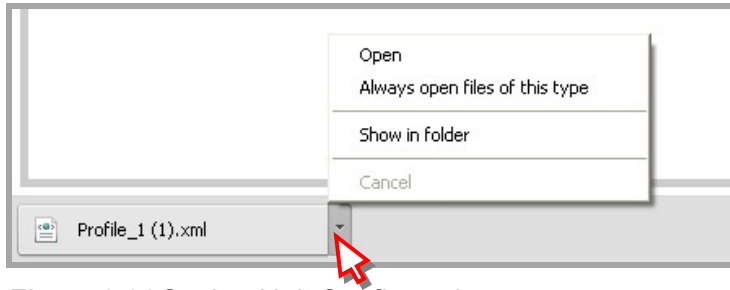 Open
Always open files of this type
Show in folder
Cancel
Profile_1 (1).xml